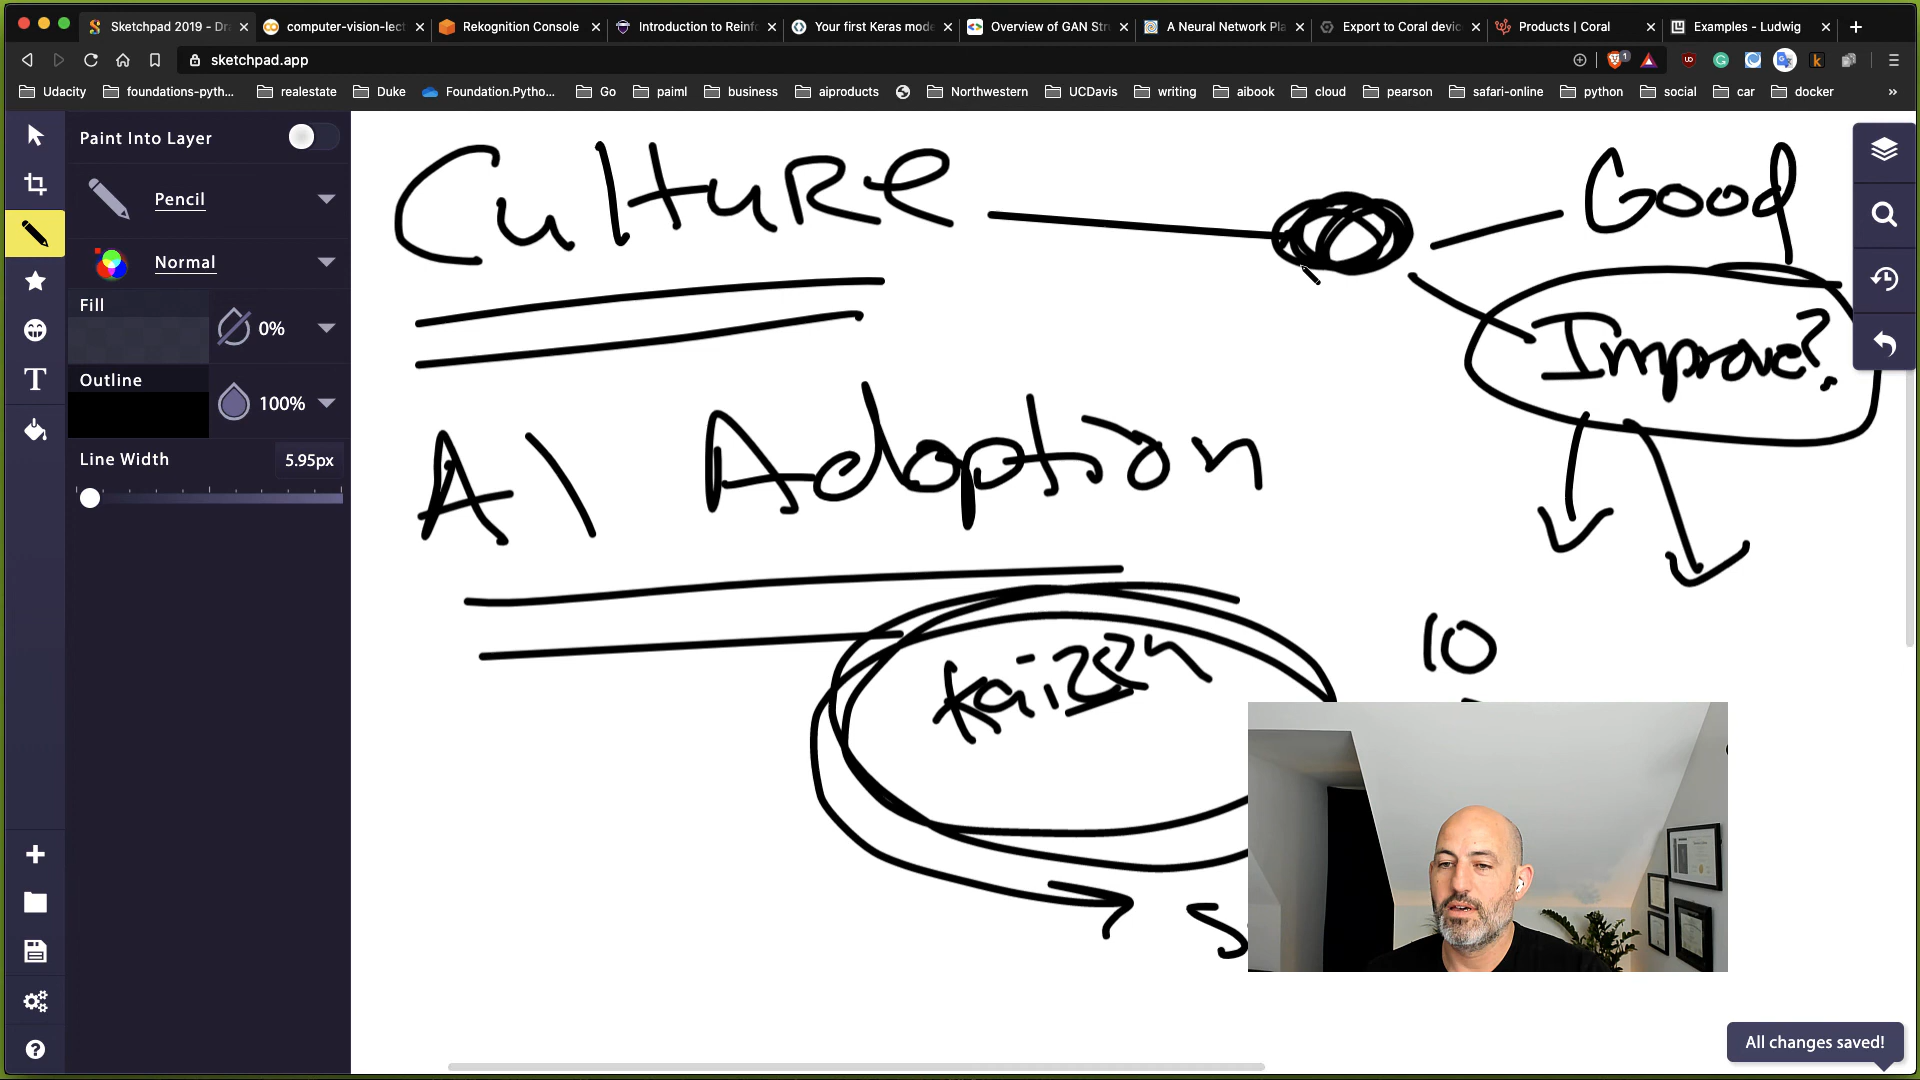 Sketchpad 2019 - Dr
computer-vision-lect
Rekognition Console
Introduction to Reinf
Your first Keras mode
Overview of GAN Str
A Neural Network Pla
Export to Coral devic
Products | Coral
Examples - Ludwig
sketchpad.app
Udacity
foundations-pyth...
realestate
Duke
Foundation.Pytho...
Go
paiml
business
aiproducts
Northwestern
UCDavis
writing
aibook
cloud
pearson
safari-online
python
social
car
docker
Paint Into Layer
Pencil
Normal
Fill
0%
Outline
100%
Line Width
5.95px
Culture
Good
Improve?
AI Adoption
kaizen
10
All changes saved!